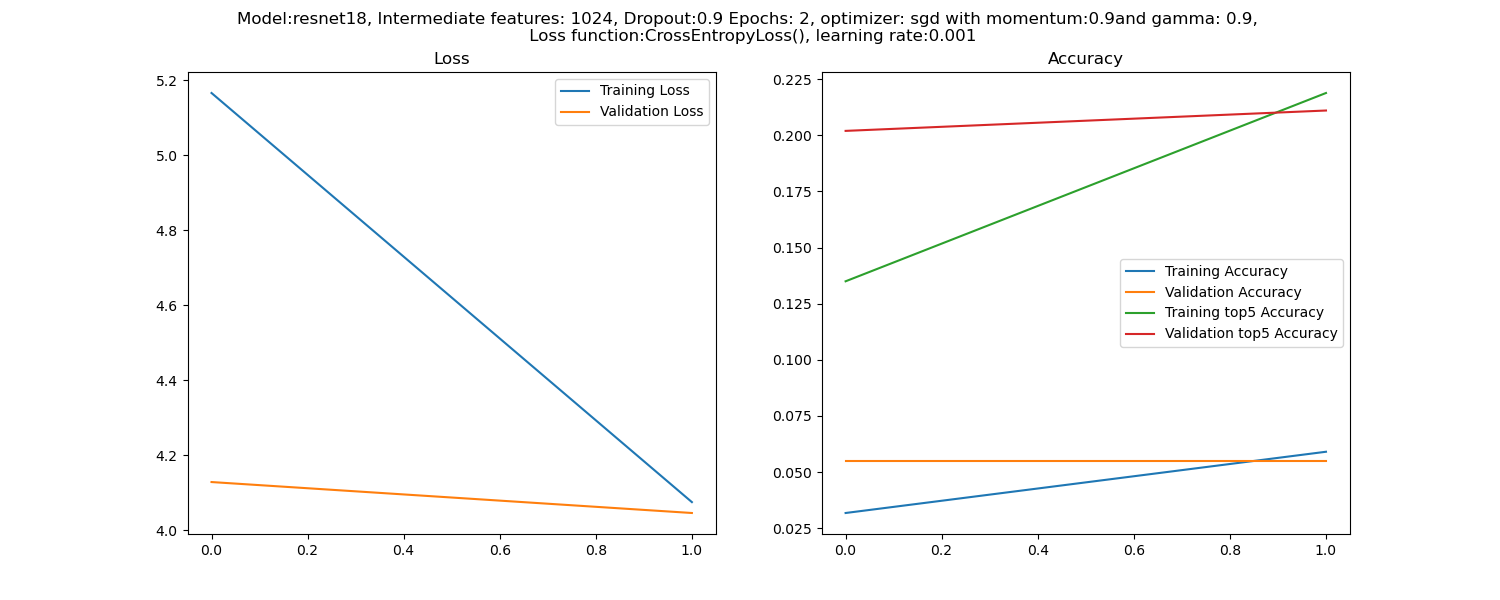 Model:resnet18, Intermediate features: 1024, Dropout:0.9 Epochs: 2, optimizer: sgd with momentum:0.9and gamma: 0.9,
Loss function:CrossEntropyLoss(), learning rate:0.001
Loss
5.2
5.0
4.8
4.6
4.4
4.2
4.0
0.0 0.2 0.4 0.6 0.8 1.0
Training Loss
Validation Loss
Accuracy
0.225
0.200
0.175
0.150
0.125
0.100
0.075
0.050
0.025
0.0 0.2 0.4 0.6 0.8 1.0
Training Accuracy
Validation Accuracy
Training top5 Accuracy
Validation top5 Accuracy